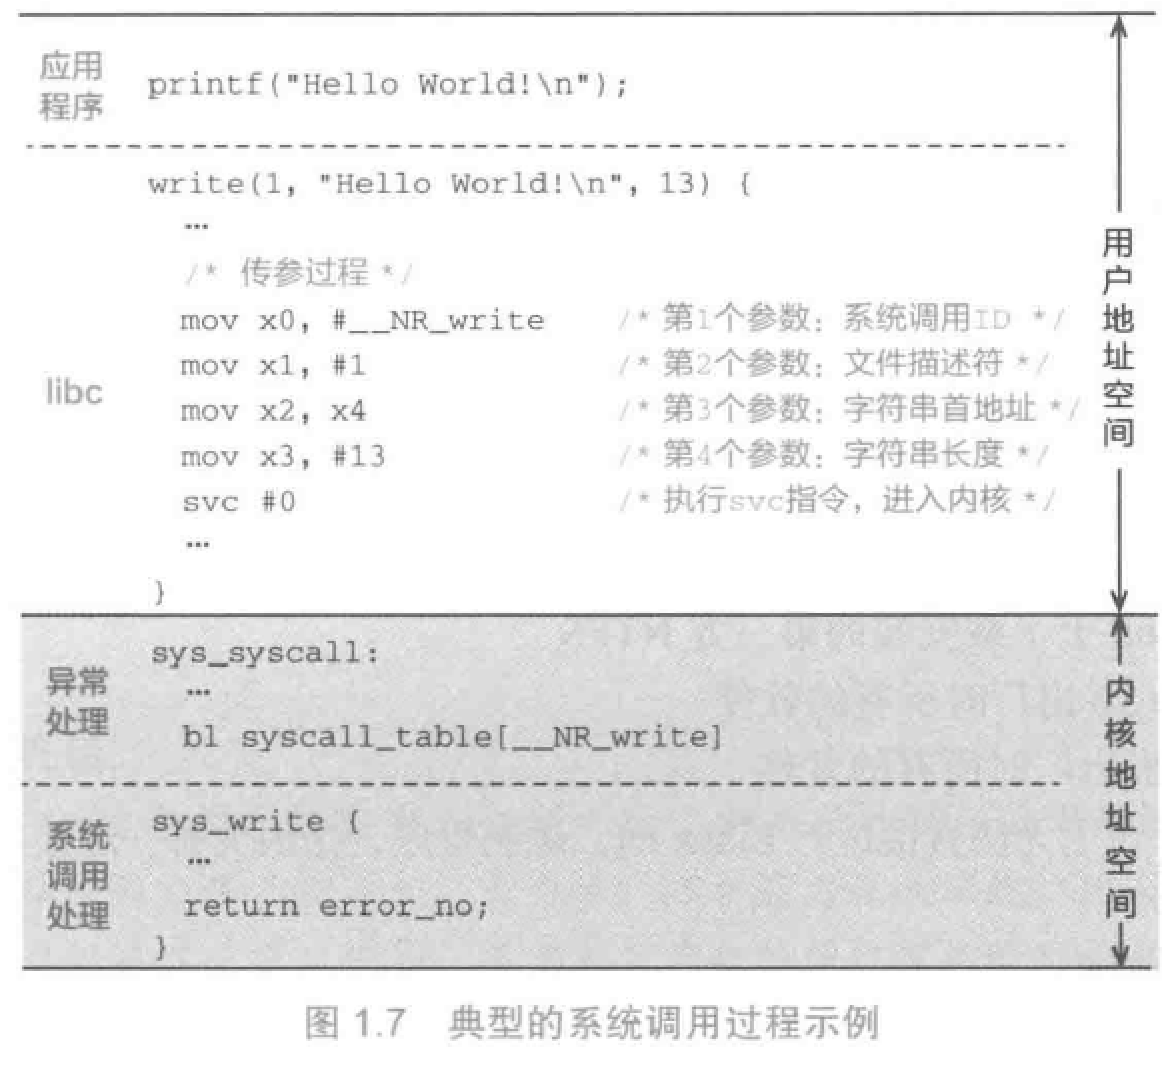 应用
程序
printf("Hello World!\n");
write(1, "Hello World!\n", 13) {
…
/* 传参过程 */
mov x0, #__NR_write /* 第1个参数：系统调用ID */
mov x1, #1 /* 第2个参数：文件描述符 */
libc
mov x2, x4 /* 第3个参数：字符串首地址 */
mov x3, #13 /* 第4个参数：字符串长度 */
svc #0 /* 执行svc指令，进入内核 */
…
}
用户地址空间
异常
处理
sys_syscall:
…
bl syscall_table[__NR_write]
系统
调用
处理
sys_write {
…
return error_no;
}
内核地址空间
图 1.7 典型的系统调用过程示例